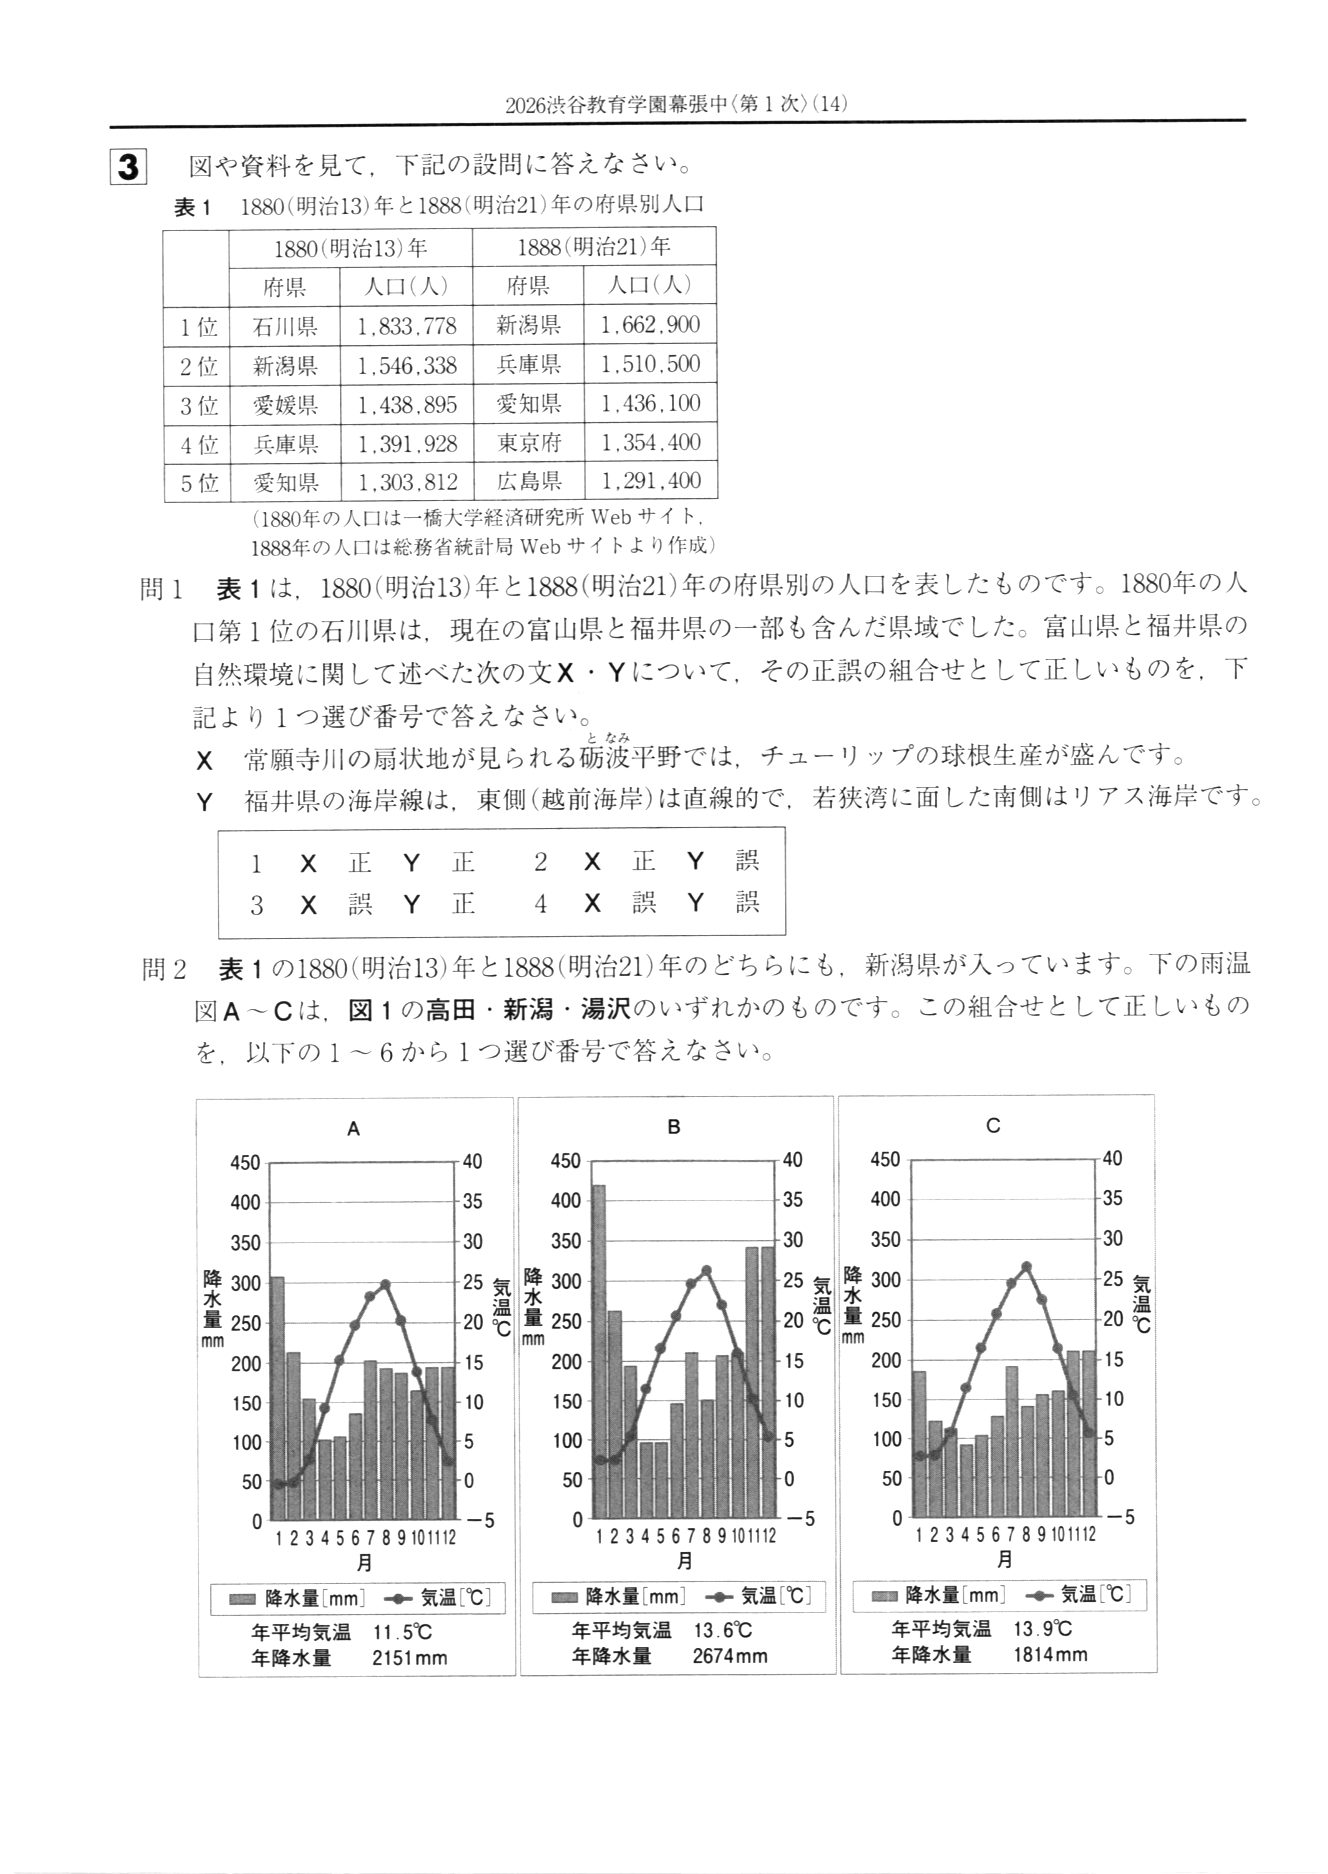 2026渋谷教育学園幕張中〈第1次〉(14)
3 図や資料を見て，下記の設問に答えなさい。
表1 1880(明治13)年と1888(明治21)年の府県別人口
1880(明治13)年 1888(明治21)年
府県 人口(人) 府県 人口(人)
1位 石川県 1,833,778 新潟県 1,662,900
2位 新潟県 1,546,338 兵庫県 1,510,500
3位 愛媛県 1,438,895 愛知県 1,436,100
4位 兵庫県 1,391,928 東京府 1,354,400
5位 愛知県 1,303,812 広島県 1,291,400
(1880年の人口は一橋大学経済研究所 Web サイト，
1888年の人口は総務省統計局 Web サイトより作成)
問1 表1は，1880(明治13)年と1888(明治21)年の府県別の人口を表したものです。1880年の人
口第1位の石川県は，現在の富山県と福井県の一部も含んだ県域でした。富山県と福井県の
自然環境に関して述べた次の文X・Yについて，その正誤の組合せとして正しいものを，下
記より1つ選び番号で答えなさい。
となみ
X 常願寺川の扇状地が見られる砺波平野では，チューリップの球根生産が盛んです。
Y 福井県の海岸線は，東側(越前海岸)は直線的で，若狭湾に面した南側はリアス海岸です。
1 X 正 Y 正 2 X 正 Y 誤
3 X 誤 Y 正 4 X 誤 Y 誤
問2 表1の1880(明治13)年と1888(明治21)年のどちらにも，新潟県が入っています。下の雨温
図A～Cは，図1の高田・新潟・湯沢のいずれかのものです。この組合せとして正しいもの
を，以下の1～6から1つ選び番号で答えなさい。
A
450 40
400 35
350 30
300 25
250 20
200 15
150 10
100 5
50 0
0 －5
降水量mm
気温℃
1 2 3 4 5 6 7 8 9 10 11 12
月
降水量[mm] 気温[℃]
年平均気温 11.5℃
年降水量 2151mm
B
450 40
400 35
350 30
300 25
250 20
200 15
150 10
100 5
50 0
0 －5
降水量mm
気温℃
1 2 3 4 5 6 7 8 9 10 11 12
月
降水量[mm] 気温[℃]
年平均気温 13.6℃
年降水量 2674mm
C
450 40
400 35
350 30
300 25
250 20
200 15
150 10
100 5
50 0
0 －5
降水量mm
気温℃
1 2 3 4 5 6 7 8 9 10 11 12
月
降水量[mm] 気温[℃]
年平均気温 13.9℃
年降水量 1814mm